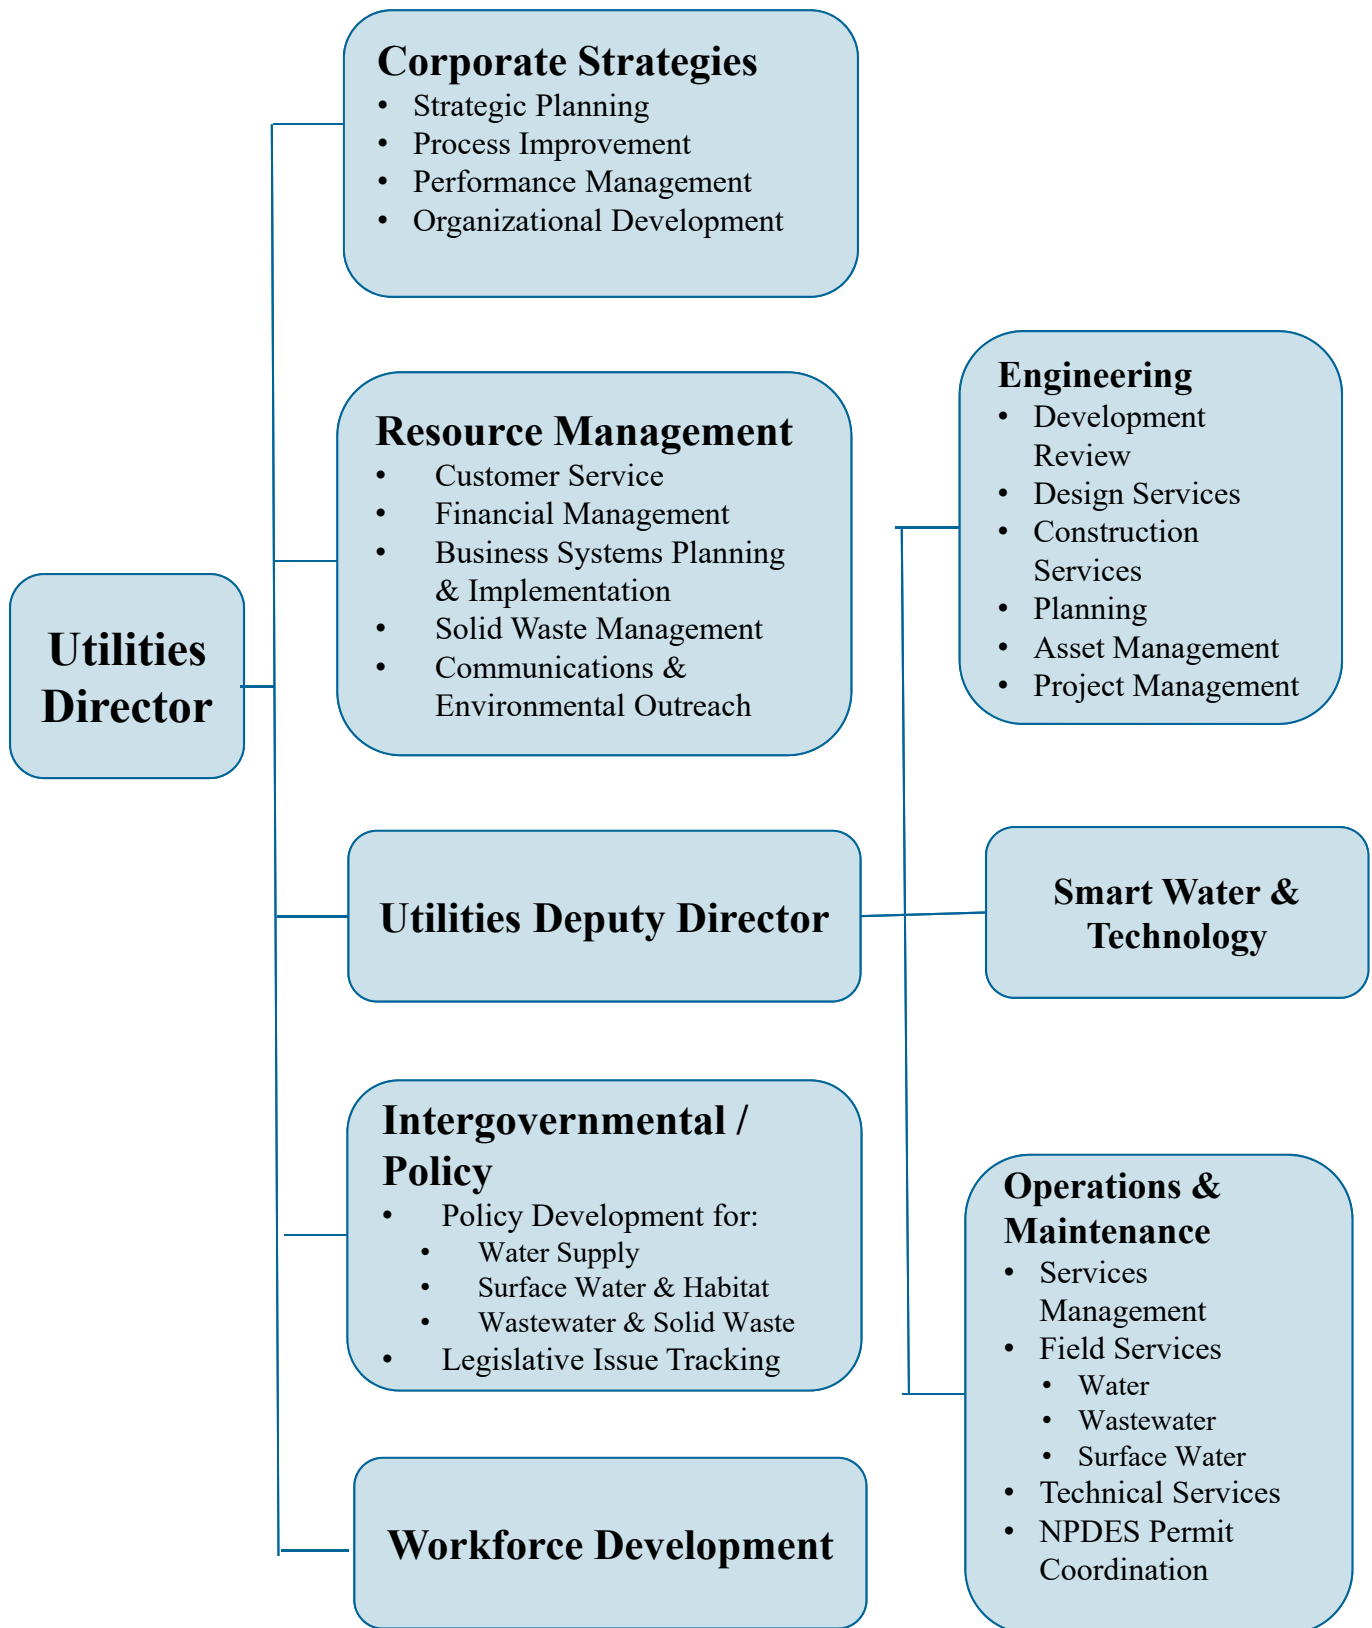 Utilities
Director
Corporate Strategies
• Strategic Planning
• Process Improvement
• Performance Management
• Organizational Development
Resource Management
• Customer Service
• Financial Management
• Business Systems Planning
& Implementation
• Solid Waste Management
• Communications &
Environmental Outreach
Utilities Deputy Director
Intergovernmental /
Policy
• Policy Development for:
• Water Supply
• Surface Water & Habitat
• Wastewater & Solid Waste
• Legislative Issue Tracking
Workforce Development
Engineering
• Development
Review
• Design Services
• Construction
Services
• Planning
• Asset Management
• Project Management
Smart Water &
Technology
Operations &
Maintenance
• Services
Management
• Field Services
• Water
• Wastewater
• Surface Water
• Technical Services
• NPDES Permit
Coordination